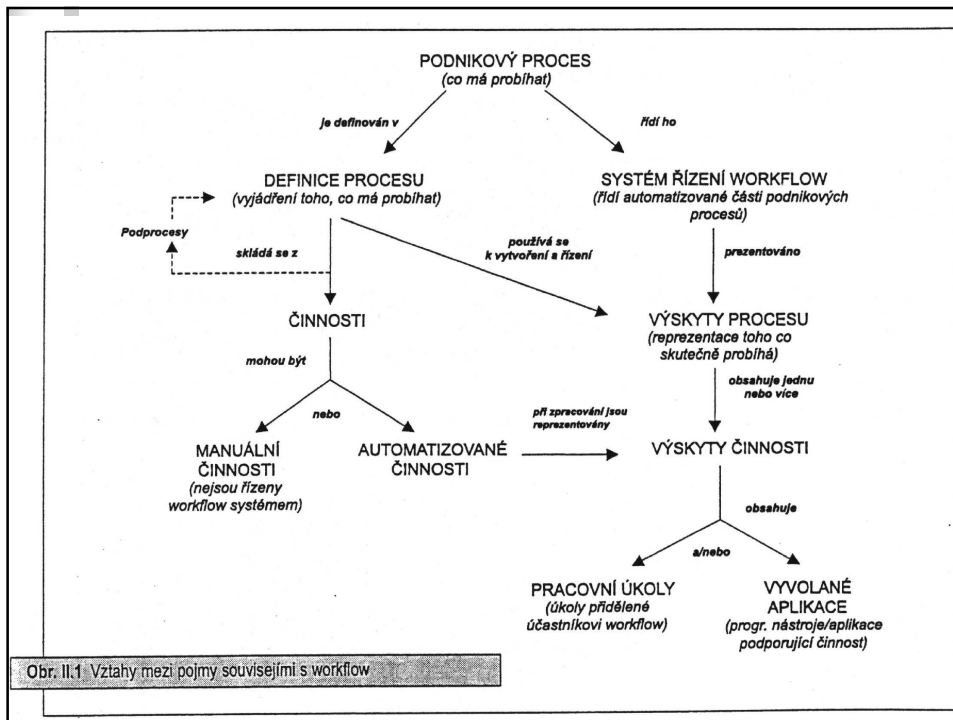 PODNIKOVÝ PROCES
(co má probíhat)
je definován v
řídí ho
DEFINICE PROCESU
(vyjádření toho, co má probíhat)
SYSTÉM ŘÍZENÍ WORKFLOW
(řídí automatizované části podnikových
procesů)
Podprocesy
skládá se z
používá se
k vytvoření a řízení
prezentováno
ČINNOSTI
VÝSKYTY PROCESU
(reprezentace toho co
skutečně probíhá)
mohou být
obsahuje jednu
nebo více
nebo
při zpracování jsou
reprezentovány
MANUÁLNÍ
ČINNOSTI
(nejsou řízeny
workflow systémem)
AUTOMATIZOVANÉ
ČINNOSTI
VÝSKYTY ČINNOSTI
obsahuje
a/nebo
PRACOVNÍ ÚKOLY
(úkoly přidělené
účastníkovi workflow)
VYVOLANÉ
APLIKACE
(progr. nástroje/aplikace
podporující činnost)
Obr. II.1 Vztahy mezi pojmy souvisejími s workflow